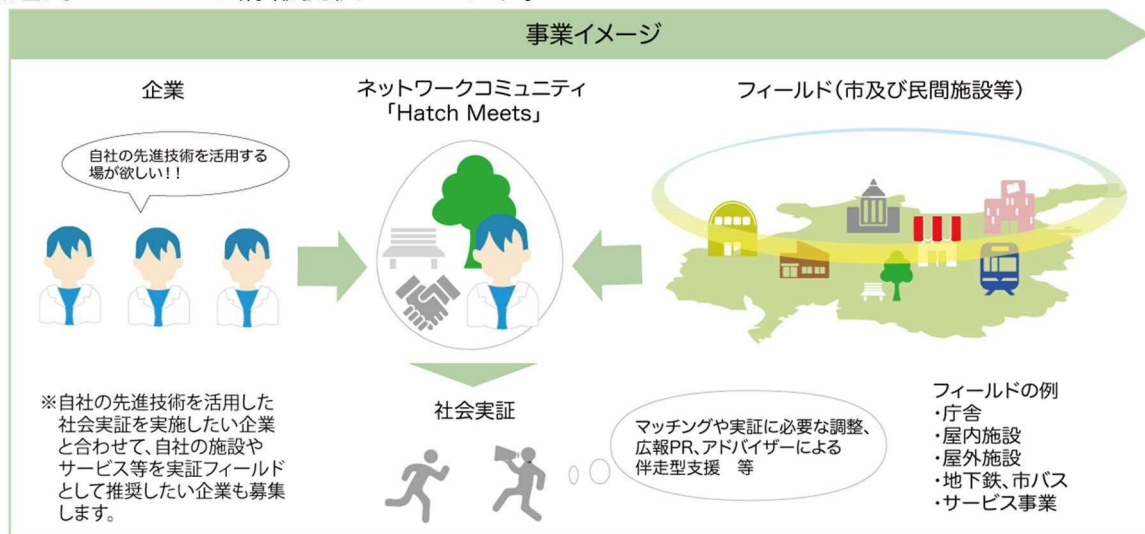 事業イメージ
企業
ネットワークコミュニティ
「Hatch Meets」
フィールド(市及び民間施設等)
自社の先進技術を活用する
場が欲しい!!
※自社の先進技術を活用した
社会実証を実施したい企業
と合わせて、自社の施設や
サービス等を実証フィールド
として推奨したい企業も募集
します。
社会実証
マッチングや実証に必要な調整、
広報PR、アドバイザーによる
伴走型支援　等
フィールドの例
・庁舎
・屋内施設
・屋外施設
・地下鉄、市バス
・サービス事業